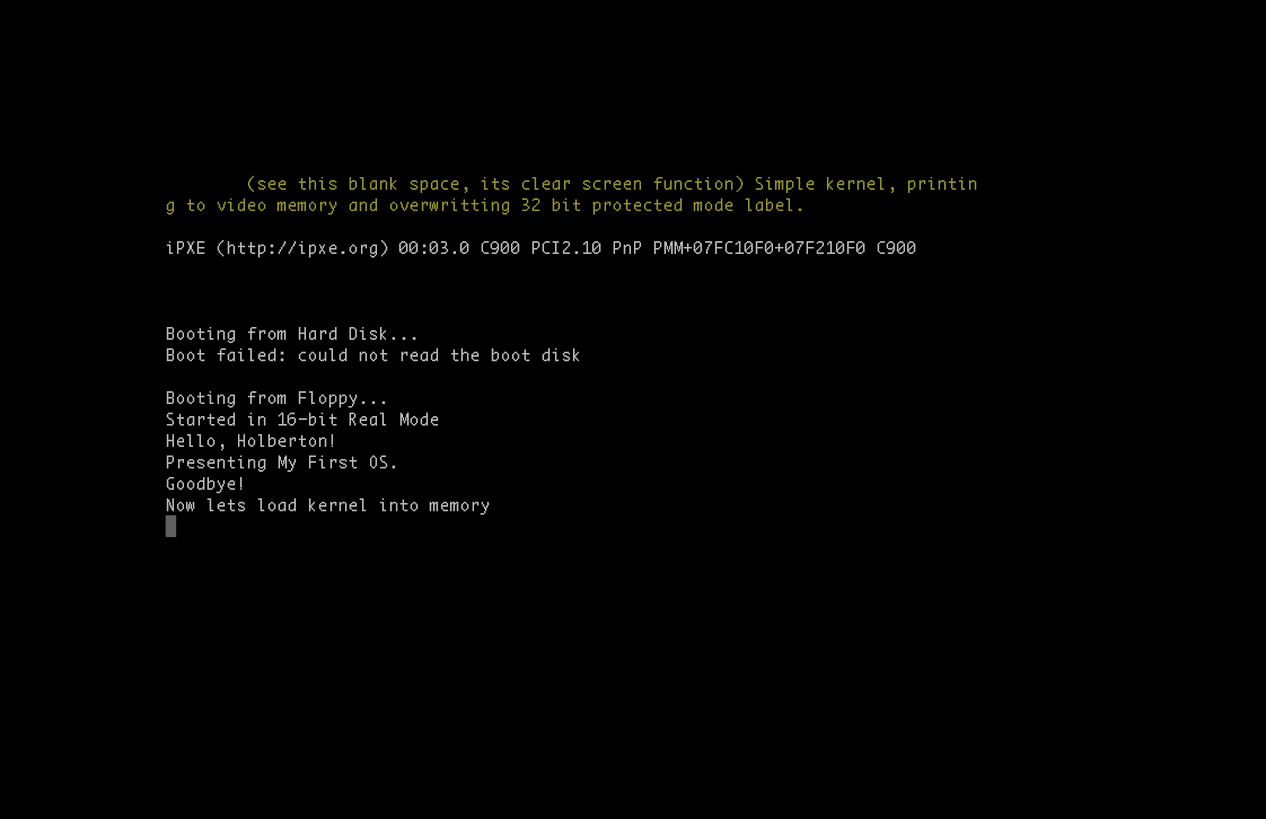 (see this blank space, its clear screen function) Simple kernel, printin
g to video memory and overwritting 32 bit protected mode label.
iPXE (http://ipxe.org) 00:03.0 C900 PCI2.10 PnP PMM+07FC10F0+07F210F0 C900
Booting from Hard Disk...
Boot failed: could not read the boot disk
Booting from Floppy...
Started in 16-bit Real Mode
Hello, Holberton!
Presenting My First OS.
Goodbye!
Now lets load kernel into memory